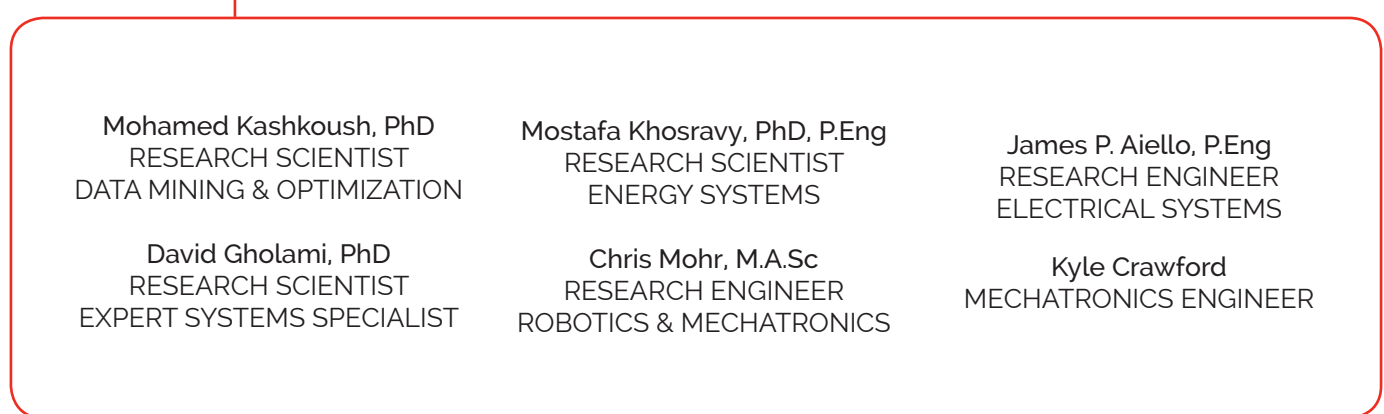 Mohamed Kashkoush, PhD
RESEARCH SCIENTIST
DATA MINING & OPTIMIZATION
David Gholami, PhD
RESEARCH SCIENTIST
EXPERT SYSTEMS SPECIALIST
Mostafa Khosravy, PhD, P.Eng
RESEARCH SCIENTIST
ENERGY SYSTEMS
Chris Mohr, M.A.Sc
RESEARCH ENGINEER
ROBOTICS & MECHATRONICS
James P. Aiello, P.Eng
RESEARCH ENGINEER
ELECTRICAL SYSTEMS
Kyle Crawford
MECHATRONICS ENGINEER